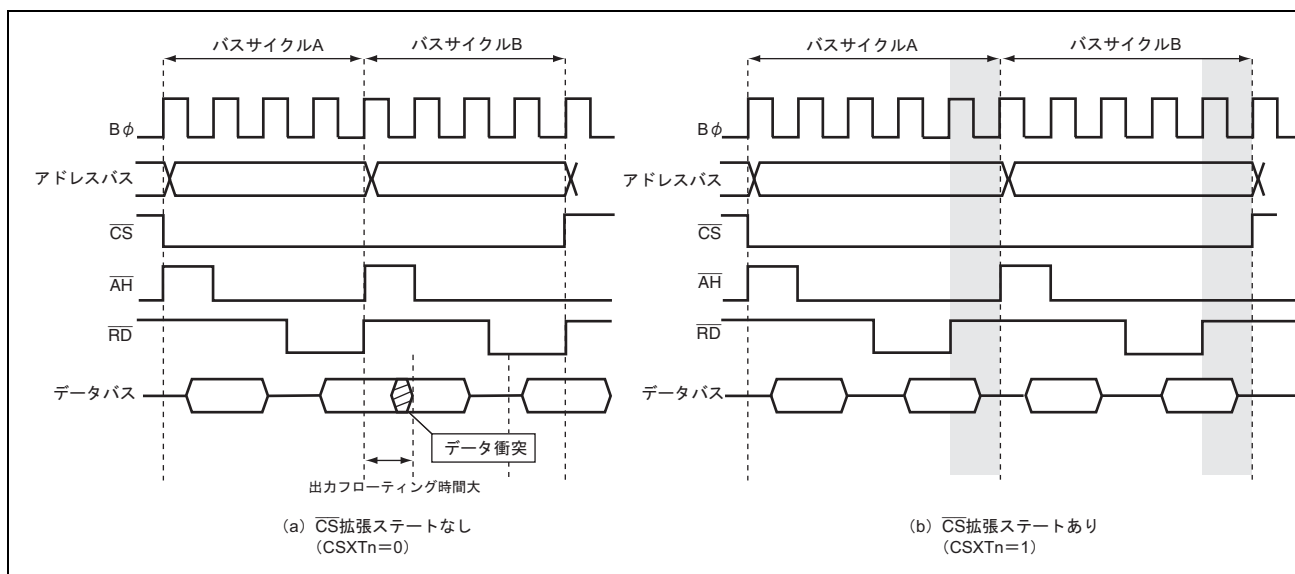 バスサイクルA
バスサイクルB
Bφ
アドレスバス
CS
AH
RD
データバス
データ衝突
出力フローティング時間大
(a) CS拡張ステートなし
(CSXTn=0)
バスサイクルA
バスサイクルB
Bφ
アドレスバス
CS
AH
RD
データバス
(b) CS拡張ステートあり
(CSXTn=1)